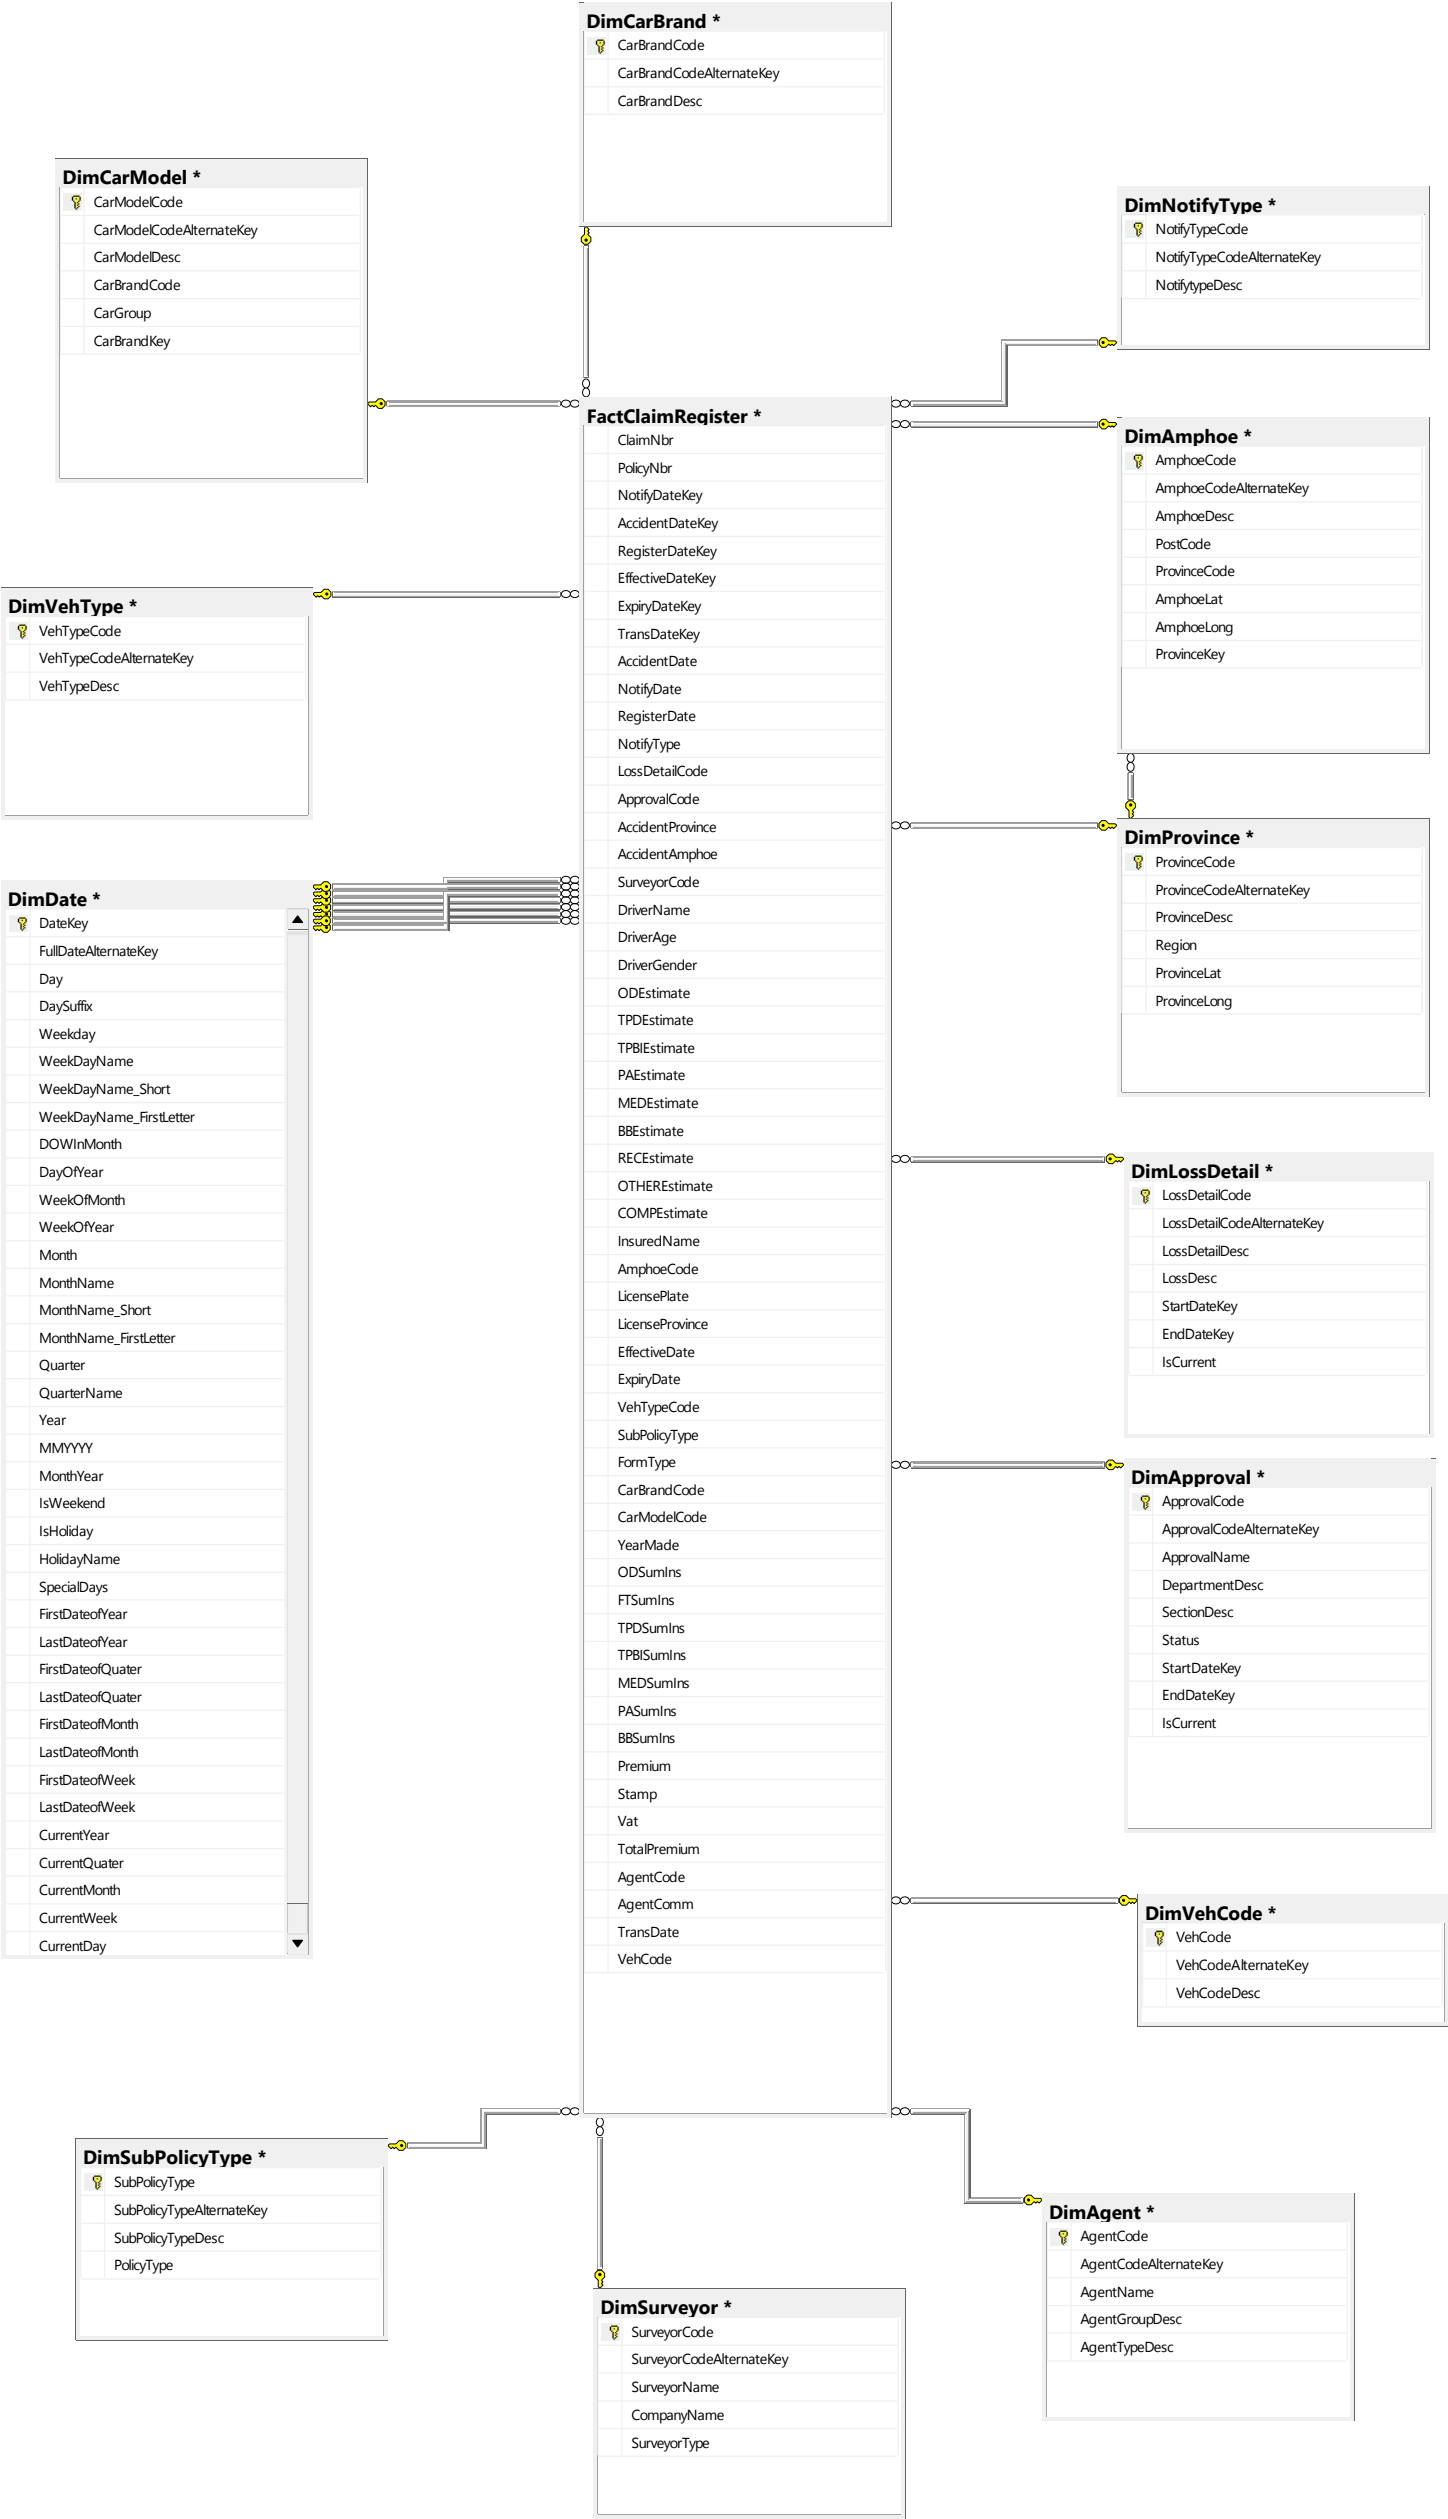 DimCarBrand *
CarBrandCode
CarBrandCodeAlternateKey
CarBrandDesc
DimCarModel *
CarModelCode
CarModelCodeAlternateKey
CarModelDesc
CarBrandCode
CarGroup
CarBrandKey
DimNotifyType *
NotifyTypeCode
NotifyTypeCodeAlternateKey
NotifytypeDesc
FactClaimRegister *
ClaimNbr
PolicyNbr
NotifyDateKey
AccidentDateKey
RegisterDateKey
EffectiveDateKey
ExpiryDateKey
TransDateKey
AccidentDate
NotifyDate
RegisterDate
NotifyType
LossDetailCode
ApprovalCode
AccidentProvince
AccidentAmphoe
SurveyorCode
DriverName
DriverAge
DriverGender
ODEstimate
TPDEstimate
TPBIEstimate
PAEstimate
MEDEstimate
BBEstimate
RECEstimate
OTHEREstimate
COMPEstimate
InsuredName
AmphoeCode
LicensePlate
LicenseProvince
EffectiveDate
ExpiryDate
VehTypeCode
SubPolicyType
FormType
CarBrandCode
CarModelCode
YearMade
ODSumIns
FTSumIns
TPDSumIns
TPBISumIns
MEDSumIns
PASumIns
BBSumIns
Premium
Stamp
Vat
TotalPremium
AgentCode
AgentComm
TransDate
VehCode
DimAmphoe *
AmphoeCode
AmphoeCodeAlternateKey
AmphoeDesc
PostCode
ProvinceCode
AmphoeLat
AmphoeLong
ProvinceKey
DimVehType *
VehTypeCode
VehTypeCodeAlternateKey
VehTypeDesc
DimProvince *
ProvinceCode
ProvinceCodeAlternateKey
ProvinceDesc
Region
ProvinceLat
ProvinceLong
DimDate *
DateKey
FullDateAlternateKey
Day
DaySuffix
Weekday
WeekDayName
WeekDayName_Short
WeekDayName_FirstLetter
DOWInMonth
DayOfYear
WeekOfMonth
WeekOfYear
Month
MonthName
MonthName_Short
MonthName_FirstLetter
Quarter
QuarterName
Year
MMYYYY
MonthYear
IsWeekend
IsHoliday
HolidayName
SpecialDays
FirstDateofYear
LastDateofYear
FirstDateofQuater
LastDateofQuater
FirstDateofMonth
LastDateofMonth
FirstDateofWeek
LastDateofWeek
CurrentYear
CurrentQuater
CurrentMonth
CurrentWeek
CurrentDay
DimLossDetail *
LossDetailCode
LossDetailCodeAlternateKey
LossDetailDesc
LossDesc
StartDateKey
EndDateKey
IsCurrent
DimApproval *
ApprovalCode
ApprovalCodeAlternateKey
ApprovalName
DepartmentDesc
SectionDesc
Status
StartDateKey
EndDateKey
IsCurrent
DimVehCode *
VehCode
VehCodeAlternateKey
VehCodeDesc
DimSubPolicyType *
SubPolicyType
SubPolicyTypeAlternateKey
SubPolicyTypeDesc
PolicyType
DimAgent *
AgentCode
AgentCodeAlternateKey
AgentName
AgentGroupDesc
AgentTypeDesc
DimSurveyor *
SurveyorCode
SurveyorCodeAlternateKey
SurveyorName
CompanyName
SurveyorType